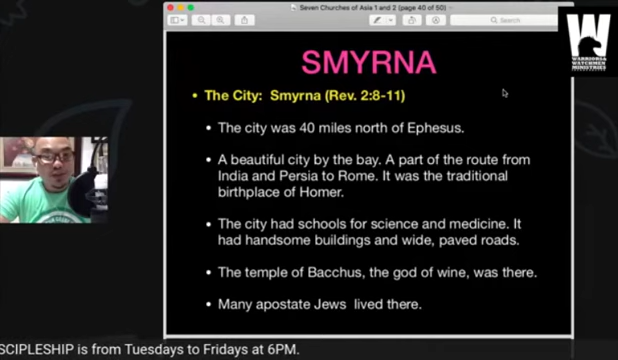 Seven Churches of Asia 1 and 2 (page 40 of 50)
Search
W
WARRIORS &
WATCHMEN
MINISTRIES
SMYRNA
• The City: Smyrna (Rev. 2:8-11)
• The city was 40 miles north of Ephesus.
• A beautiful city by the bay. A part of the route from
India and Persia to Rome. It was the traditional
birthplace of Homer.
• The city had schools for science and medicine. It
had handsome buildings and wide, paved roads.
• The temple of Bacchus, the god of wine, was there.
• Many apostate Jews lived there.
SCIPLESHIP is from Tuesdays to Fridays at 6PM.